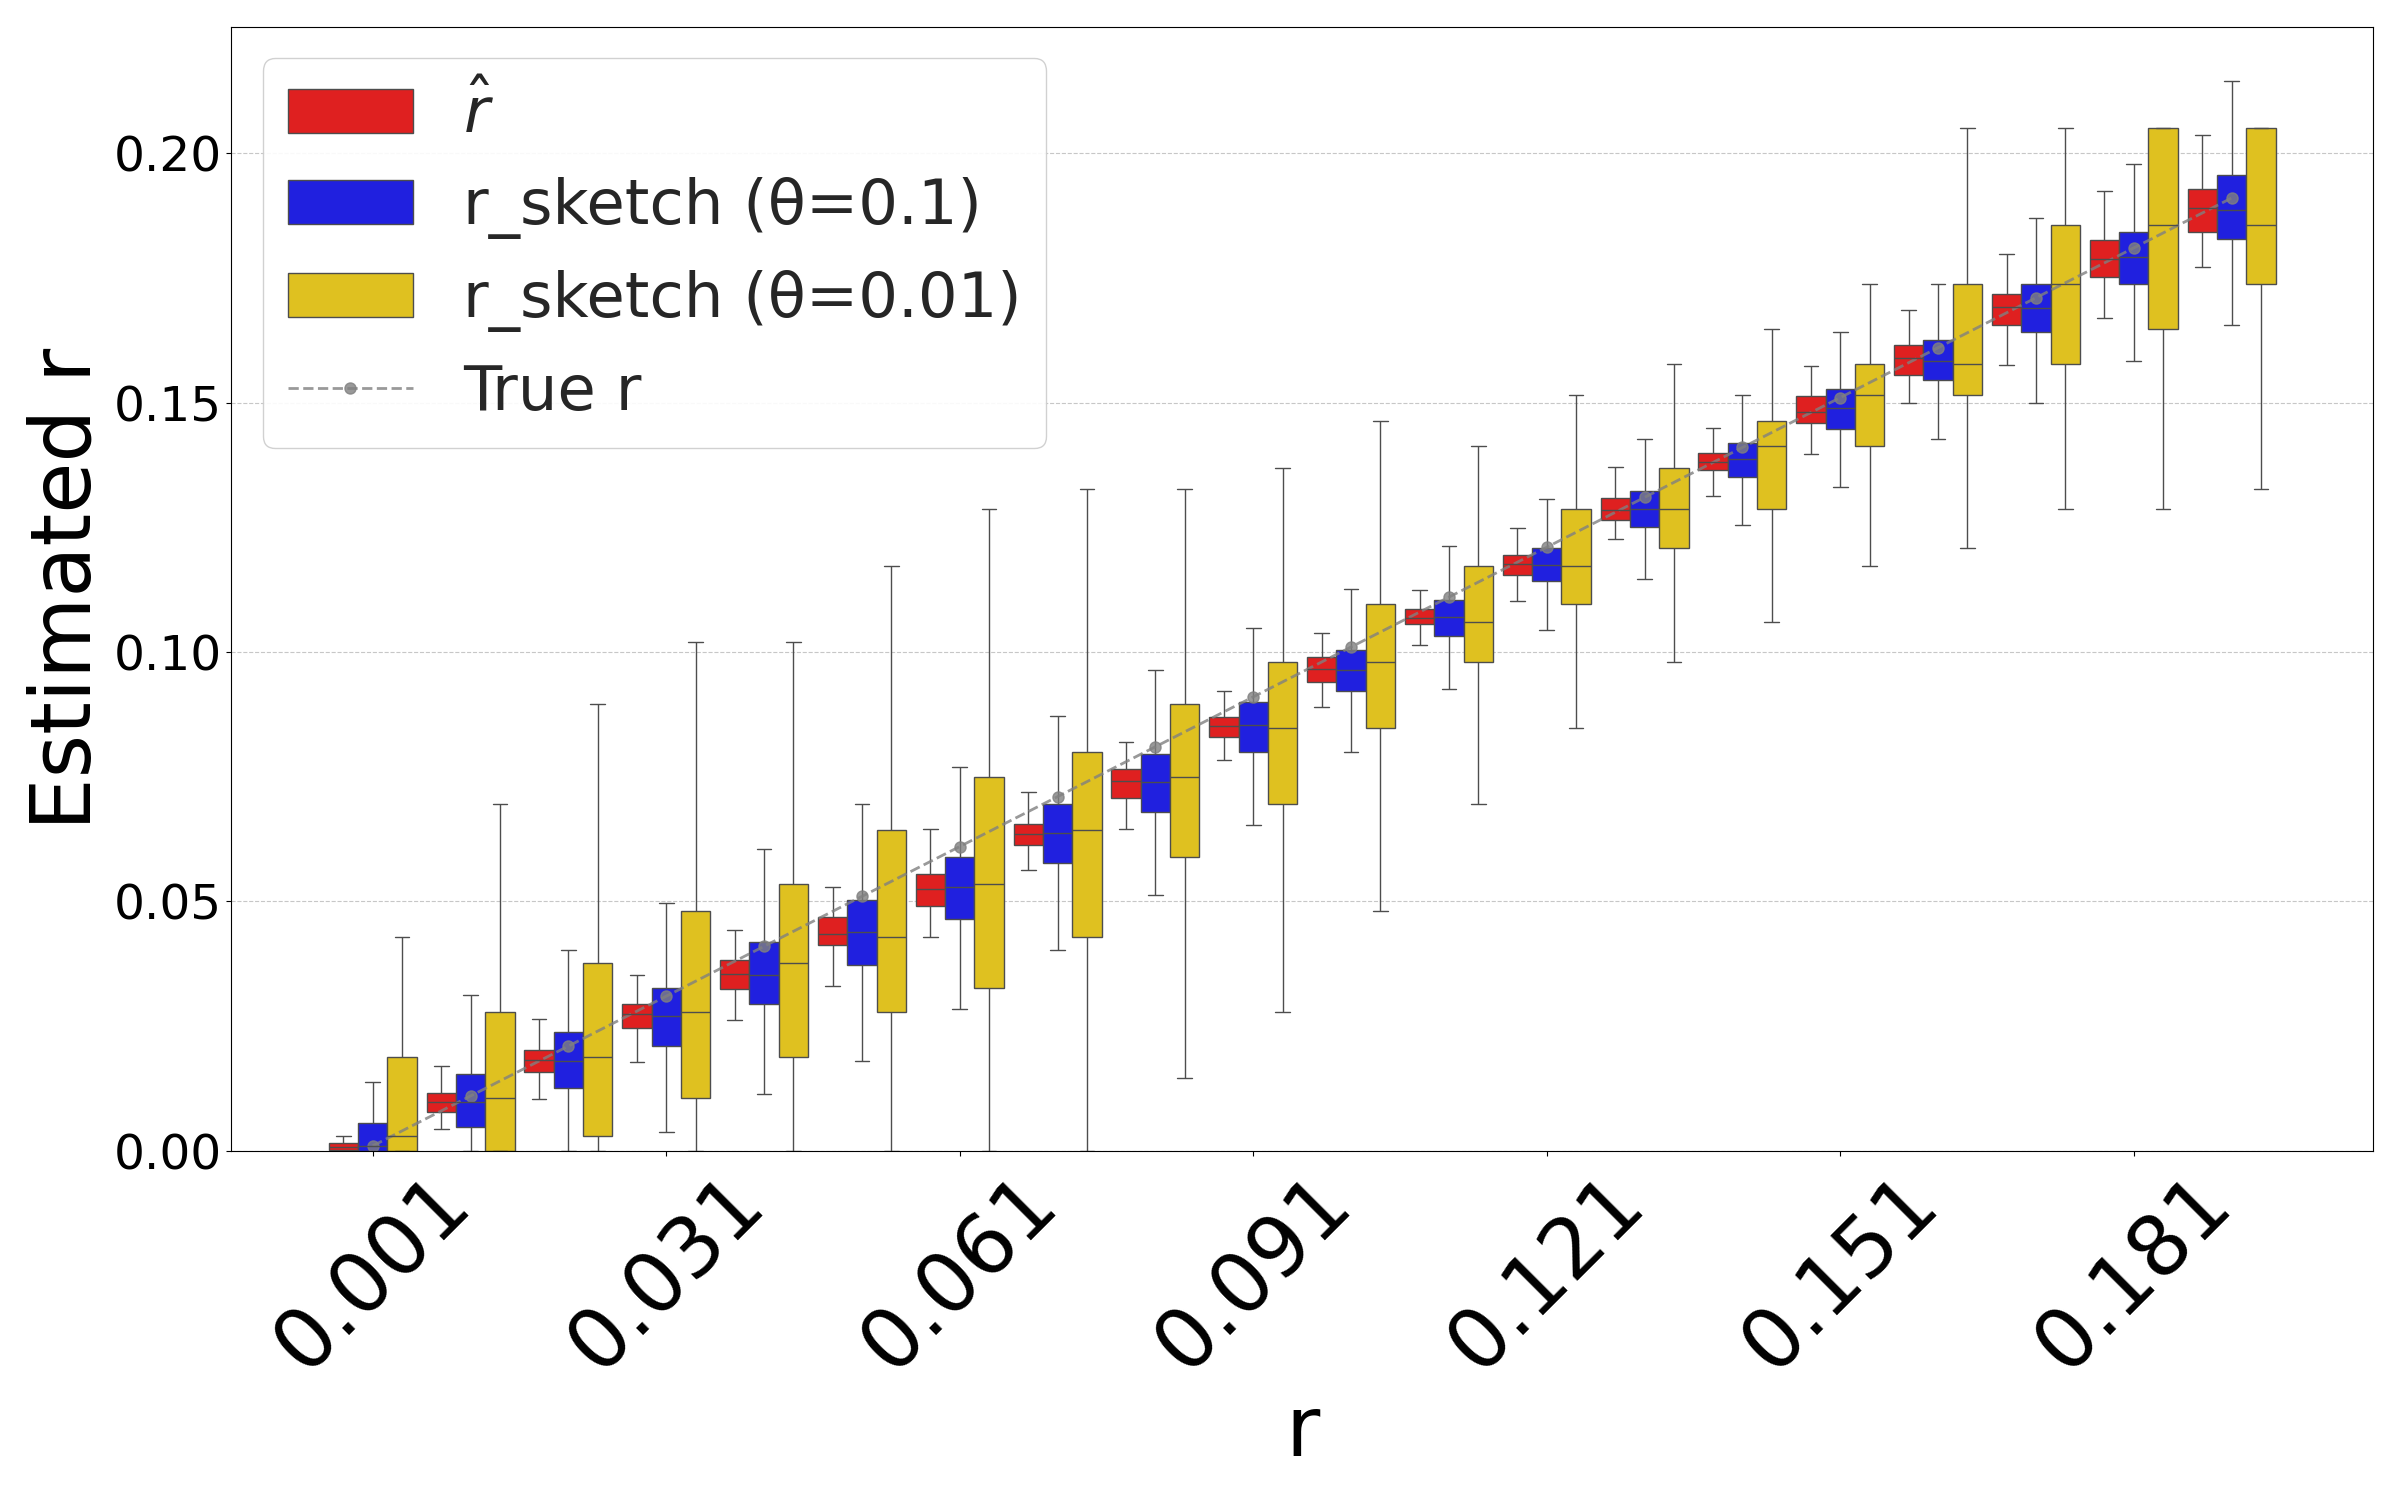 r̂
r_sketch (θ=0.1)
r_sketch (θ=0.01)
True r
Estimated r
0.20
0.15
0.10
0.05
0.00
0.001
0.031
0.061
0.091
0.121
0.151
0.181
r